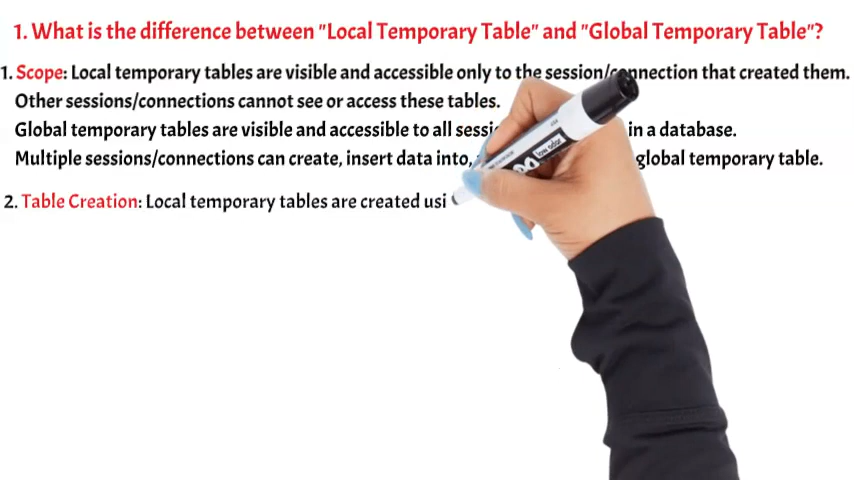 1. What is the difference between "Local Temporary Table" and "Global Temporary Table"?
1. Scope: Local temporary tables are visible and accessible only to the session/connection that created them.
Other sessions/connections cannot see or access these tables.
Global temporary tables are visible and accessible to all sessi in a database.
Multiple sessions/connections can create, insert data into, global temporary table.
2. Table Creation: Local temporary tables are created usi
low odor